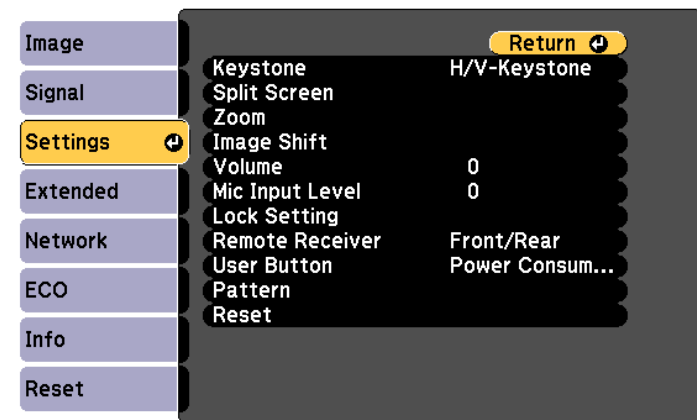 Image
Signal
Settings
Extended
Network
ECO
Info
Reset
Return
Keystone H/V-Keystone
Split Screen
Zoom
Image Shift
Volume 0
Mic Input Level 0
Lock Setting
Remote Receiver Front/Rear
User Button Power Consum...
Pattern
Reset